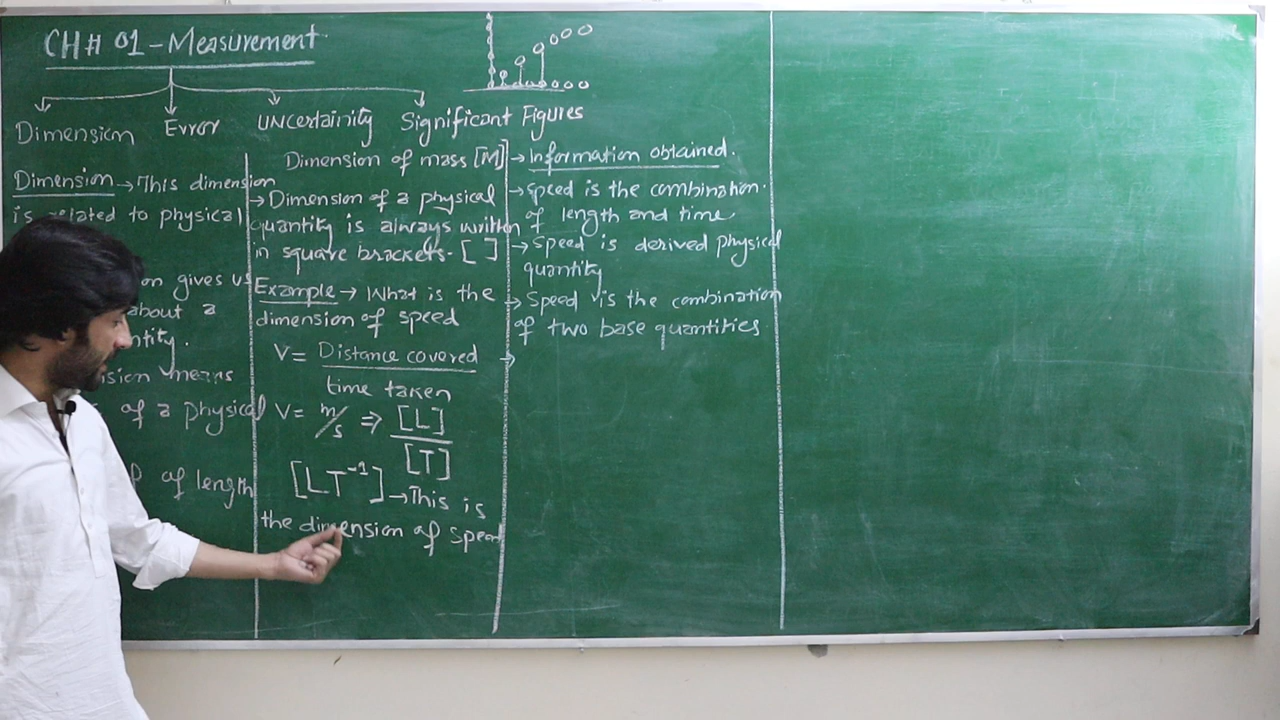 CH# 01-Measurement
Dimension Error UNcertainity Significant Figures
Dimension → This dimension
is related to physical
on gives us
about a
ntity.
means
of a physical
of length
Dimension of mass [M]
→ Dimension of a physical
quantity is always written
in square brackets. [ ]
Example → What is the
dimension of speed
V = Distance covered
time taken
V = m/s ⇒ [L]
[T]
[LT⁻¹] → This is
the dimension of speed
→ Information obtained.
→ speed is the combination.
of length and time
→ Speed is derived physical
quantity
→ Speed is the combination
of two base quantities
→